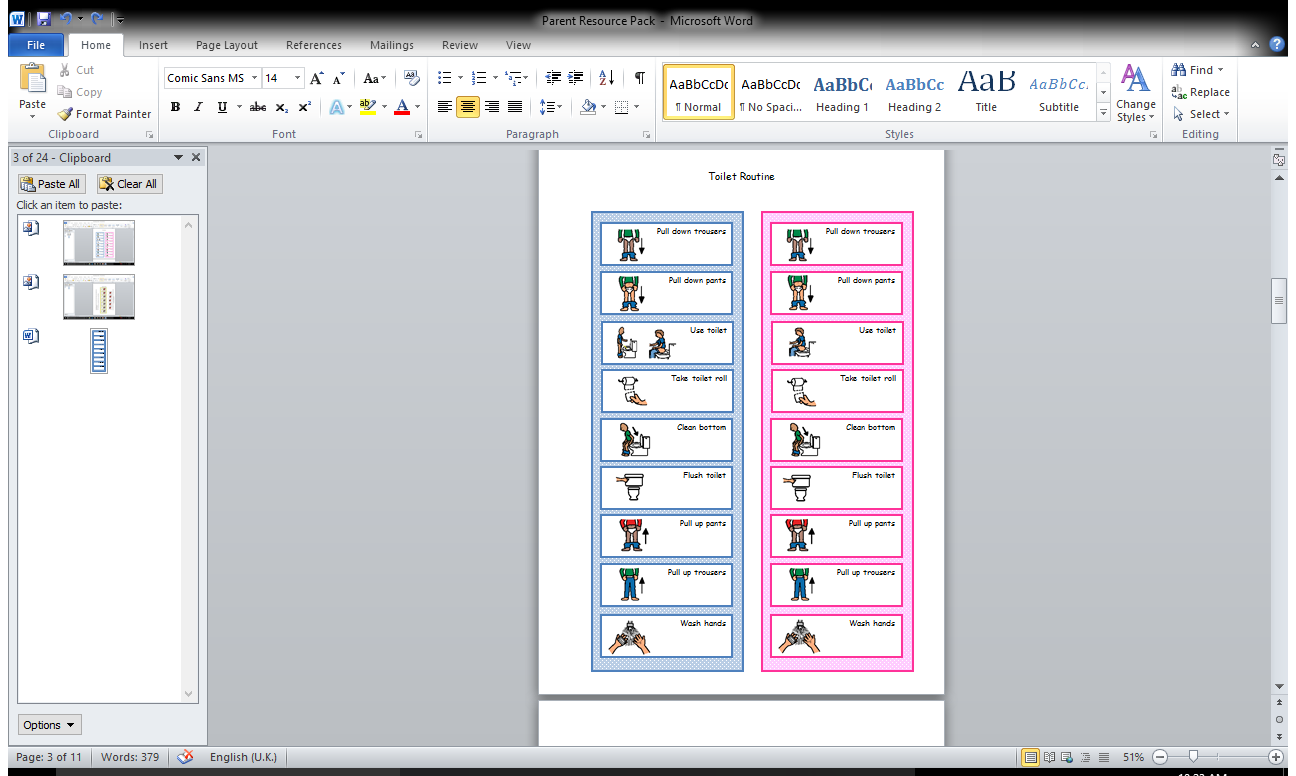 Parent Resource Pack - Microsoft Word
File Home Insert Page Layout References Mailings Review View
Cut
Copy
Format Painter
Paste
Clipboard
Comic Sans MS 14
Font
Paragraph
AaBbCcDc AaBbCcDc AaBbC AaBbCc AaB AaBbCc.
¶ Normal ¶ No Spaci... Heading 1 Heading 2 Title Subtitle
Change Styles
Styles
Find
Replace
Select
Editing
3 of 24 - Clipboard
Paste All Clear All
Click an item to paste:
Options
Toilet Routine
Pull down trousers Pull down trousers
Pull down pants Pull down pants
Use toilet Use toilet
Take toilet roll Take toilet roll
Clean bottom Clean bottom
Flush toilet Flush toilet
Pull up pants Pull up pants
Pull up trousers Pull up trousers
Wash hands Wash hands
Page: 3 of 11 Words: 379 English (U.K.) 51%